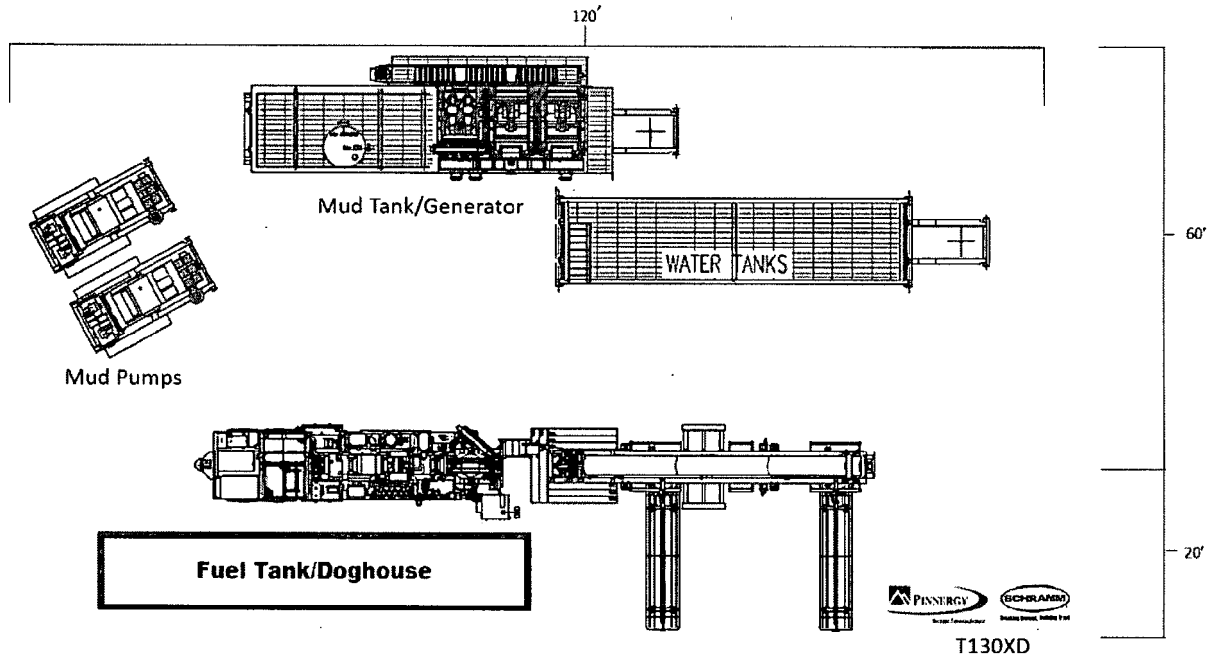 120'
Mud Tank/Generator
60'
WATER TANKS
Mud Pumps
Fuel Tank/Doghouse
20'
PINNERGY
SCHRAMM
T130XD